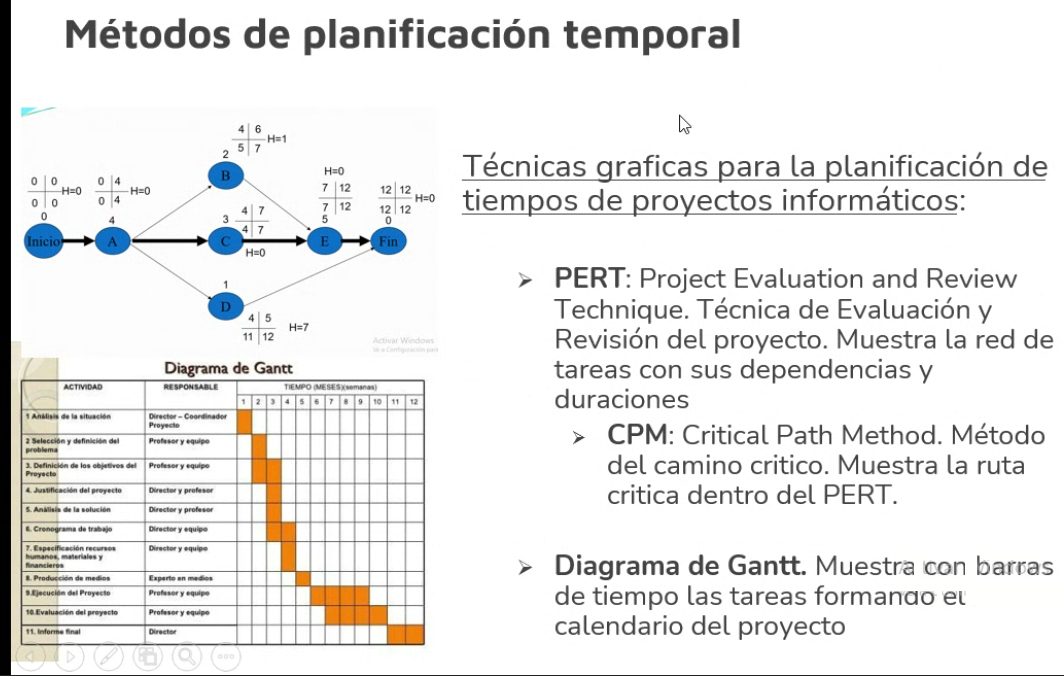 Métodos de planificación temporal
4 6
5 7
H=1
2
B
0 0
0 0
H=0
0
Inicio
0 4
0 4
H=0
4
A
3
4 7
4 7
C
H=0
H=0
7 12
7 12
5
E
12 12
12 12
H=0
0
Fin
1
D
4 5
11 12
H=7
Activar Windows
Diagrama de Gantt
ACTIVIDAD RESPONSABLE TIEMPO (MESES)(semanas)
1 2 3 4 5 6 7 8 9 10 11 12
1 Análisis de la situación
Director – Coordinador
Proyecto
2 Selección y definición del
problema
Profesor y equipo
3. Definición de los objetivos del
Proyecto
Profesor y equipo
4. Justificación del proyecto Director y profesor
5. Análisis de la solución Director y profesor
6. Cronograma de trabajo Director y equipo
7. Especificación recursos
humanos, materiales y
financieros
Director y equipo
8. Producción de medios Experto en medios
9.Ejecución del Proyecto Profesor y equipo
10.Evaluación del proyecto Profesor y equipo
11. Informe final Director
Técnicas graficas para la planificación de
tiempos de proyectos informáticos:
PERT: Project Evaluation and Review
Technique. Técnica de Evaluación y
Revisión del proyecto. Muestra la red de
tareas con sus dependencias y
duraciones
CPM: Critical Path Method. Método
del camino critico. Muestra la ruta
critica dentro del PERT.
Diagrama de Gantt. Muestra con barras
de tiempo las tareas formando el
calendario del proyecto